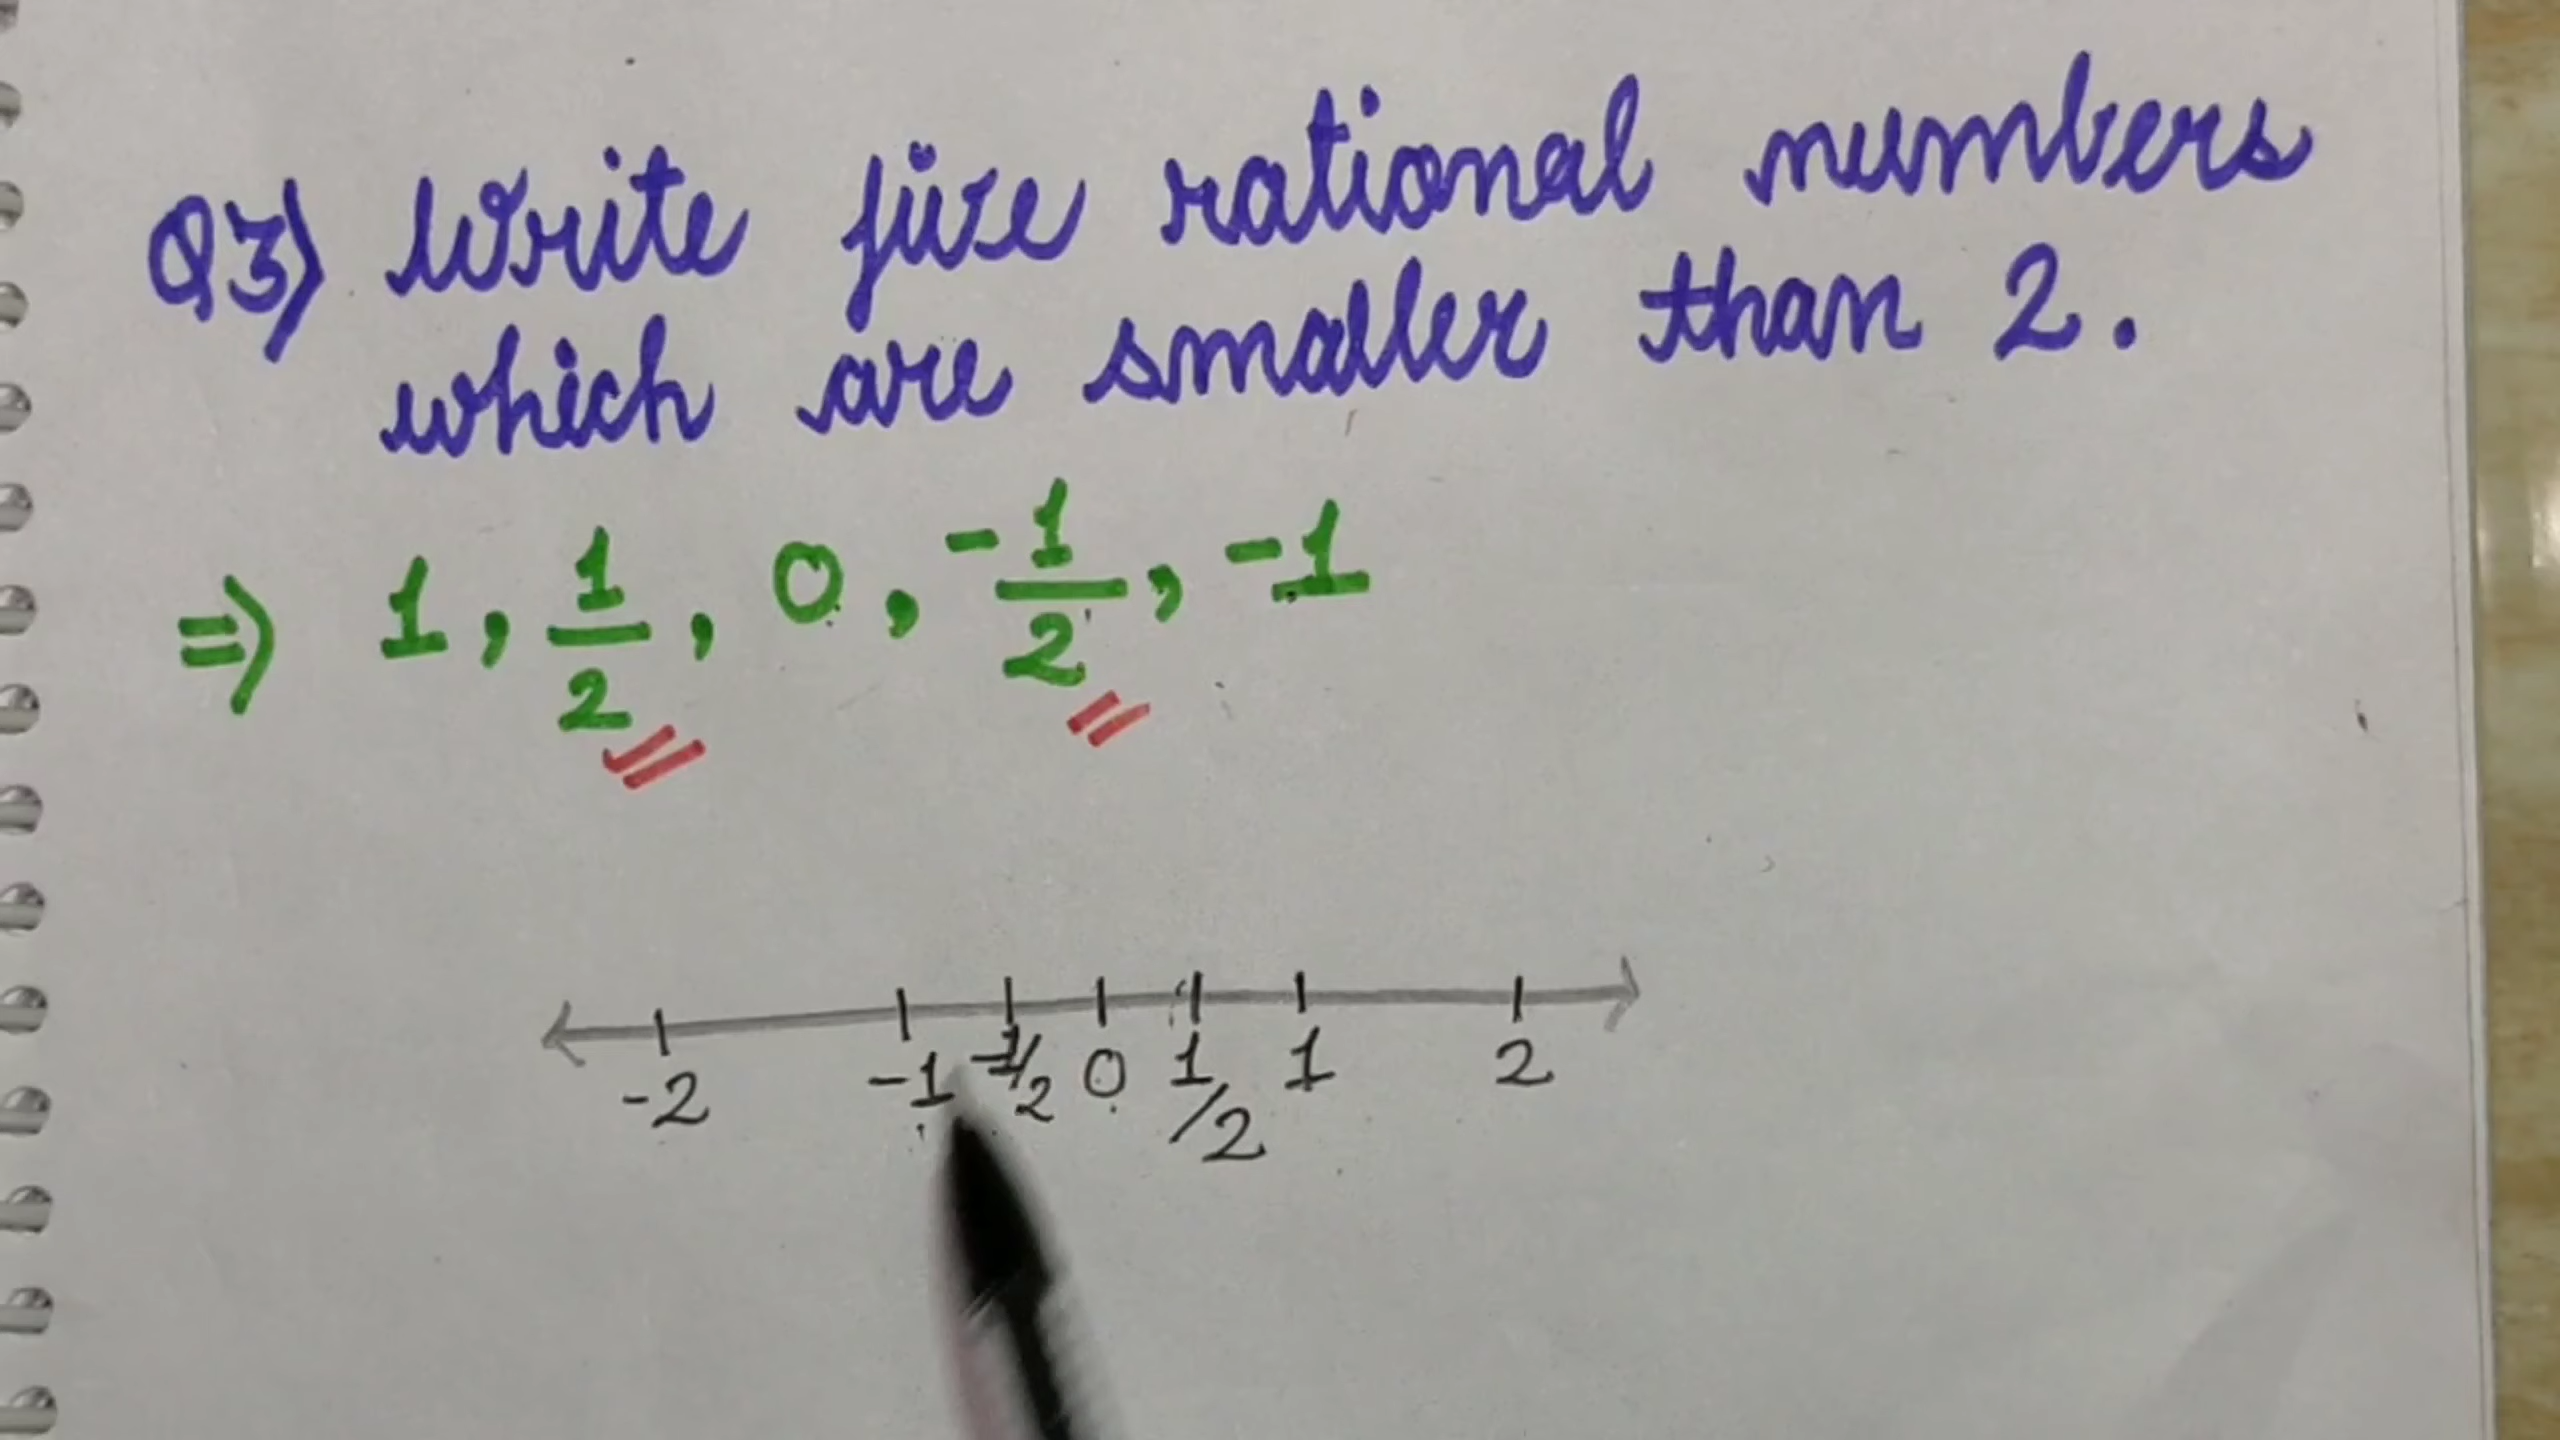 Q3) Write five rational numbers
which are smaller than 2.
⇒ 1, 1/2, 0, -1/2, -1
-2 -1 -1/2 0 1/2 1 2